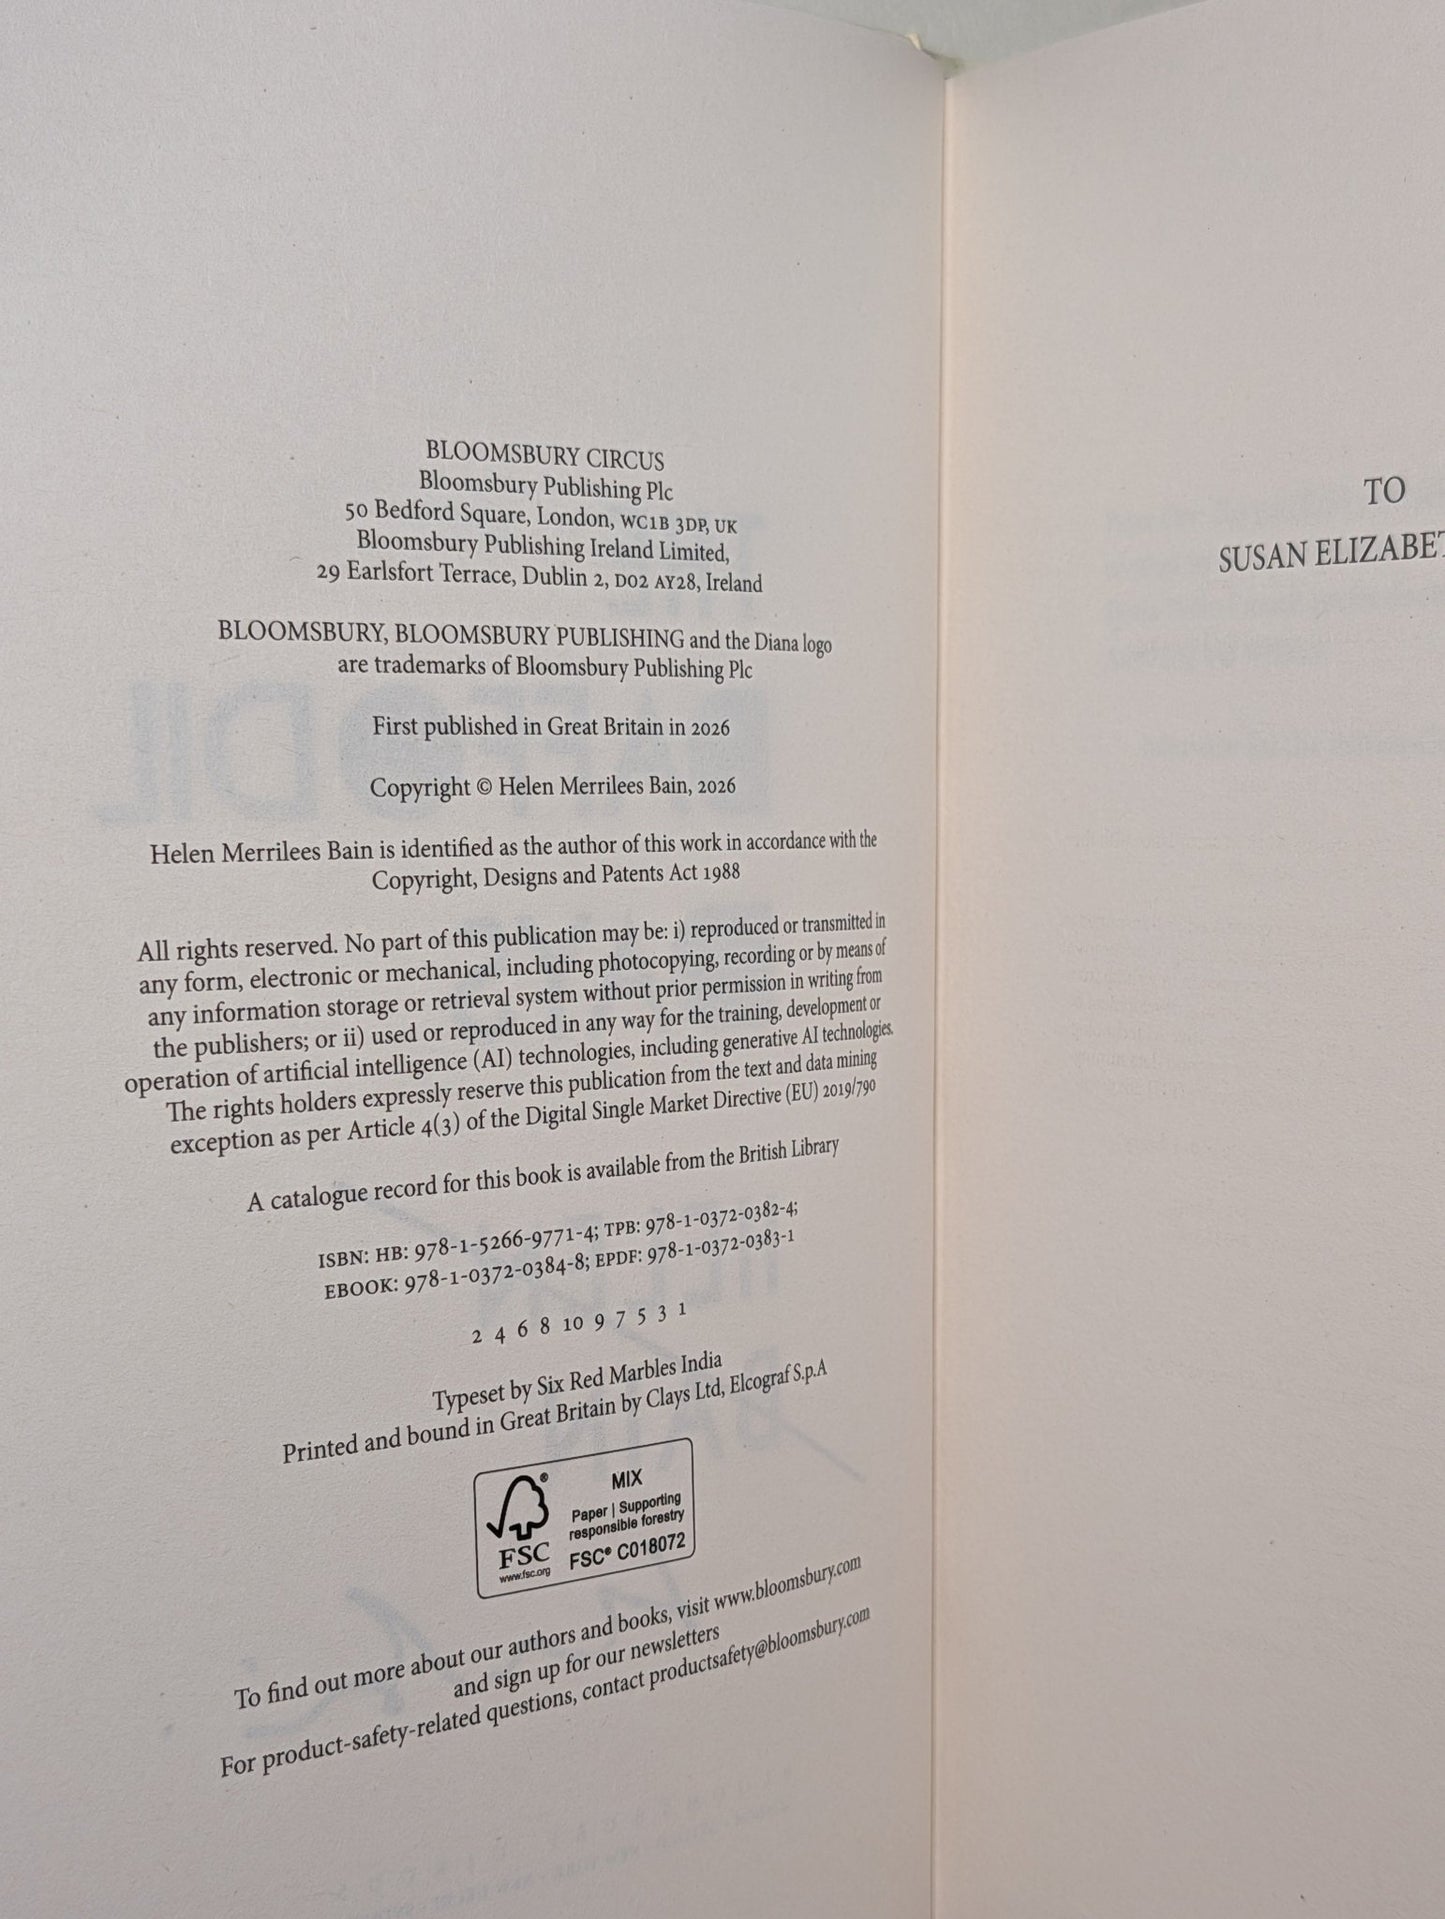 BLOOMSBURY CIRCUS
Bloomsbury Publishing Plc
50 Bedford Square, London, WC1B 3DP, UK
Bloomsbury Publishing Ireland Limited,
29 Earlsfort Terrace, Dublin 2, D02 AY28, Ireland
BLOOMSBURY, BLOOMSBURY PUBLISHING and the Diana logo
are trademarks of Bloomsbury Publishing Plc
First published in Great Britain in 2026
Copyright © Helen Merrilees Bain, 2026
Helen Merrilees Bain is identified as the author of this work in accordance with the
Copyright, Designs and Patents Act 1988
All rights reserved. No part of this publication may be: i) reproduced or transmitted in
any form, electronic or mechanical, including photocopying, recording or by means of
any information storage or retrieval system without prior permission in writing from
the publishers; or ii) used or reproduced in any way for the training, development or
operation of artificial intelligence (AI) technologies, including generative AI technologies.
The rights holders expressly reserve this publication from the text and data mining
exception as per Article 4(3) of the Digital Single Market Directive (EU) 2019/790
A catalogue record for this book is available from the British Library
ISBN: HB: 978-1-5266-9771-4; TPB: 978-1-0372-0382-4;
EBOOK: 978-1-0372-0384-8; EPDF: 978-1-0372-0383-1
2 4 6 8 10 9 7 5 3 1
Typeset by Six Red Marbles India
Printed and bound in Great Britain by Clays Ltd, Elcograf S.p.A
MIX
Paper | Supporting
responsible forestry
FSC® C018072
FSC
www.fsc.org
To find out more about our authors and books, visit www.bloomsbury.com
and sign up for our newsletters
For product-safety-related questions, contact productsafety@bloomsbury.com
TO
SUSAN ELIZABET